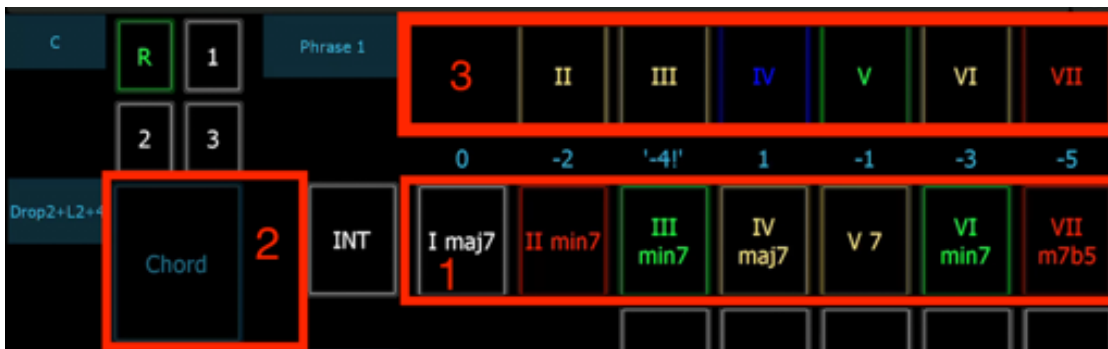 C
R 1
Phrase 1
3 II III IV V VI VII
2 3
0 -2 '-4!' 1 -1 -3 -5
Drop2+L2+4
Chord 2
INT
I maj7 II min7 III min7 IV maj7 V 7 VI min7 VII m7b5
1